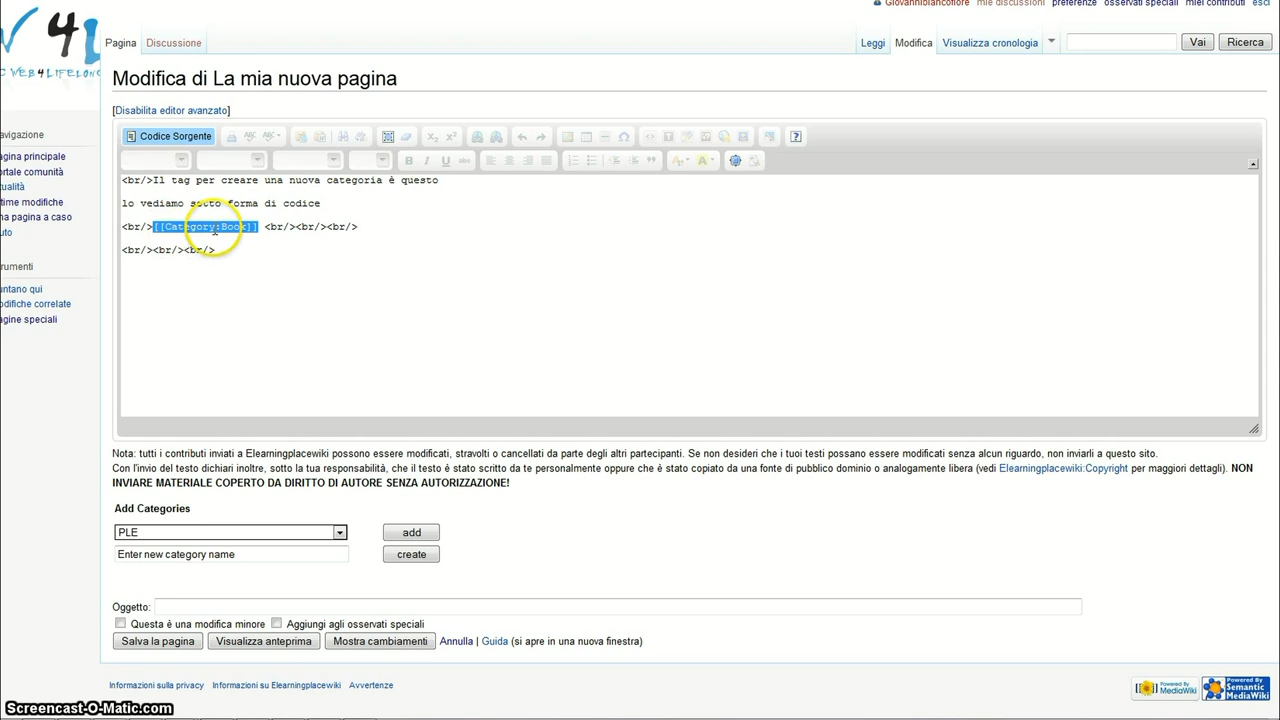 Giovannibiancofiore mie discussioni preferenze osservati speciali miei contributi esci
4L
C WEB4LIFELONG
Pagina Discussione Leggi Modifica Visualizza cronologia Vai Ricerca
Modifica di La mia nuova pagina
[Disabilita editor avanzato]
avigazione
agina principale
ortale comunità
tualità
time modifiche
na pagina a caso
uto
rumenti
untano qui
odifiche correlate
agine speciali
Codice Sorgente
<br/>Il tag per creare una nuova categoria è questo
lo vediamo sotto forma di codice
<br/>[[Category:Book]] <br/><br/><br/>
<br/><br/><br/>
Nota: tutti i contributi inviati a Elearningplacewiki possono essere modificati, stravolti o cancellati da parte degli altri partecipanti. Se non desideri che i tuoi testi possano essere modificati senza alcun riguardo, non inviarli a questo sito.
Con l'invio del testo dichiari inoltre, sotto la tua responsabilità, che il testo è stato scritto da te personalmente oppure che è stato copiato da una fonte di pubblico dominio o analogamente libera (vedi Elearningplacewiki:Copyright per maggiori dettagli). NON
INVIARE MATERIALE COPERTO DA DIRITTO DI AUTORE SENZA AUTORIZZAZIONE!
Add Categories
PLE add
Enter new category name create
Oggetto:
Questa è una modifica minore Aggiungi agli osservati speciali
Salva la pagina Visualizza anteprima Mostra cambiamenti Annulla | Guida (si apre in una nuova finestra)
Informazioni sulla privacy Informazioni su Elearningplacewiki Avvertenze
Powered By MediaWiki
POWERED BY Semantic MediaWiki
Screencast-O-Matic.com